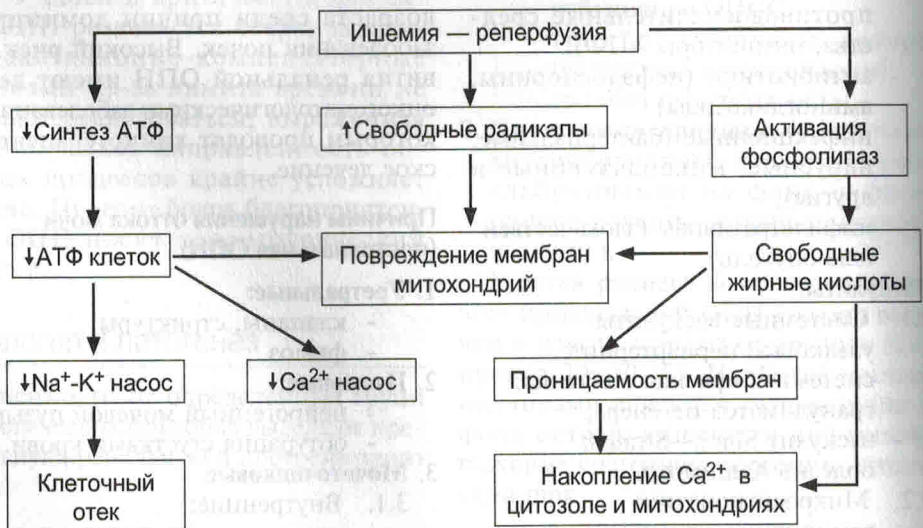 Ишемия — реперфузия
↓Синтез АТФ
↑Свободные радикалы
Активация
фосфолипаз
↓АТФ клеток
Повреждение мембран
митохондрий
Свободные
жирные кислоты
↓Na⁺-K⁺ насос
↓Ca²⁺ насос
Проницаемость мембран
Клеточный
отек
Накопление Ca²⁺ в
цитозоле и митохондриях